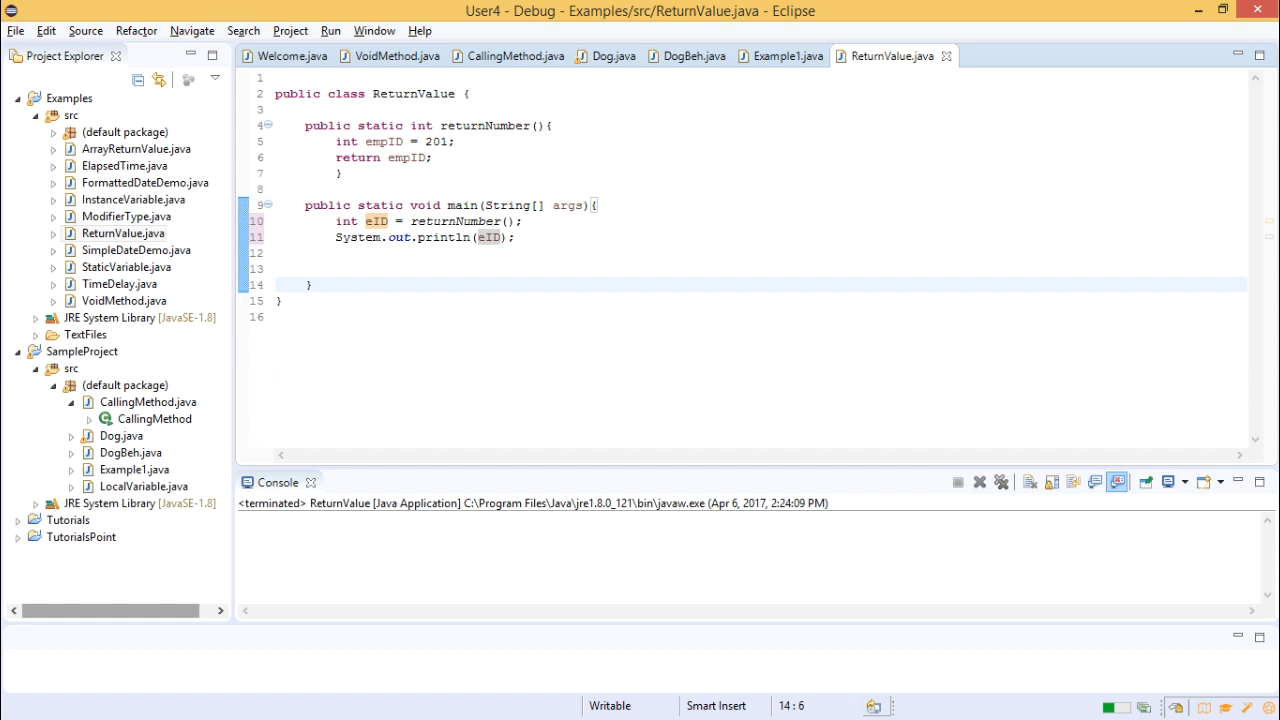 User4 - Debug - Examples/src/ReturnValue.java - Eclipse
File Edit Source Refactor Navigate Search Project Run Window Help
Project Explorer
Welcome.java VoidMethod.java CallingMethod.java Dog.java DogBeh.java Example1.java ReturnValue.java
Examples
src
(default package)
ArrayReturnValue.java
ElapsedTime.java
FormattedDateDemo.java
InstanceVariable.java
ModifierType.java
ReturnValue.java
SimpleDateDemo.java
StaticVariable.java
TimeDelay.java
VoidMethod.java
JRE System Library [JavaSE-1.8]
TextFiles
SampleProject
src
(default package)
CallingMethod.java
CallingMethod
Dog.java
DogBeh.java
Example1.java
LocalVariable.java
JRE System Library [JavaSE-1.8]
Tutorials
TutorialsPoint
1
2 public class ReturnValue {
3
4 public static int returnNumber(){
5 int empID = 201;
6 return empID;
7 }
8
9 public static void main(String[] args){
10 int eID = returnNumber();
11 System.out.println(eID);
12
13
14 }
15 }
16
Console
<terminated> ReturnValue [Java Application] C:\Program Files\Java\jre1.8.0_121\bin\javaw.exe (Apr 6, 2017, 2:24:09 PM)
Writable Smart Insert 14 : 6